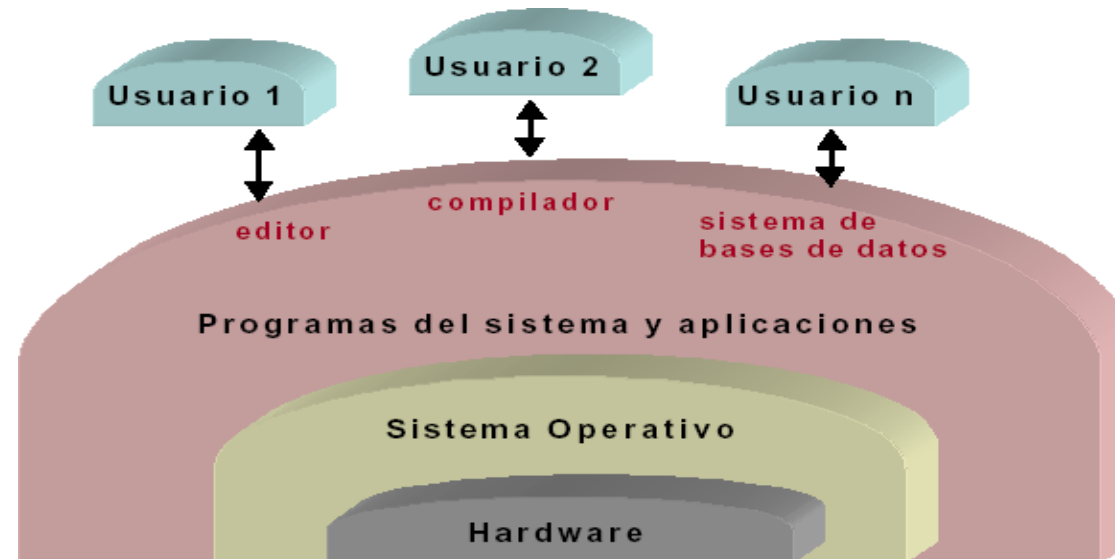 Usuario 1
Usuario 2
Usuario n
editor
compilador
sistema de
bases de datos
Programas del sistema y aplicaciones
Sistema Operativo
Hardware